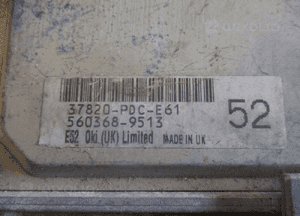 37820-PDC-E61
560368-9513
E52 Oki (UK) Limited MADE IN UK
52